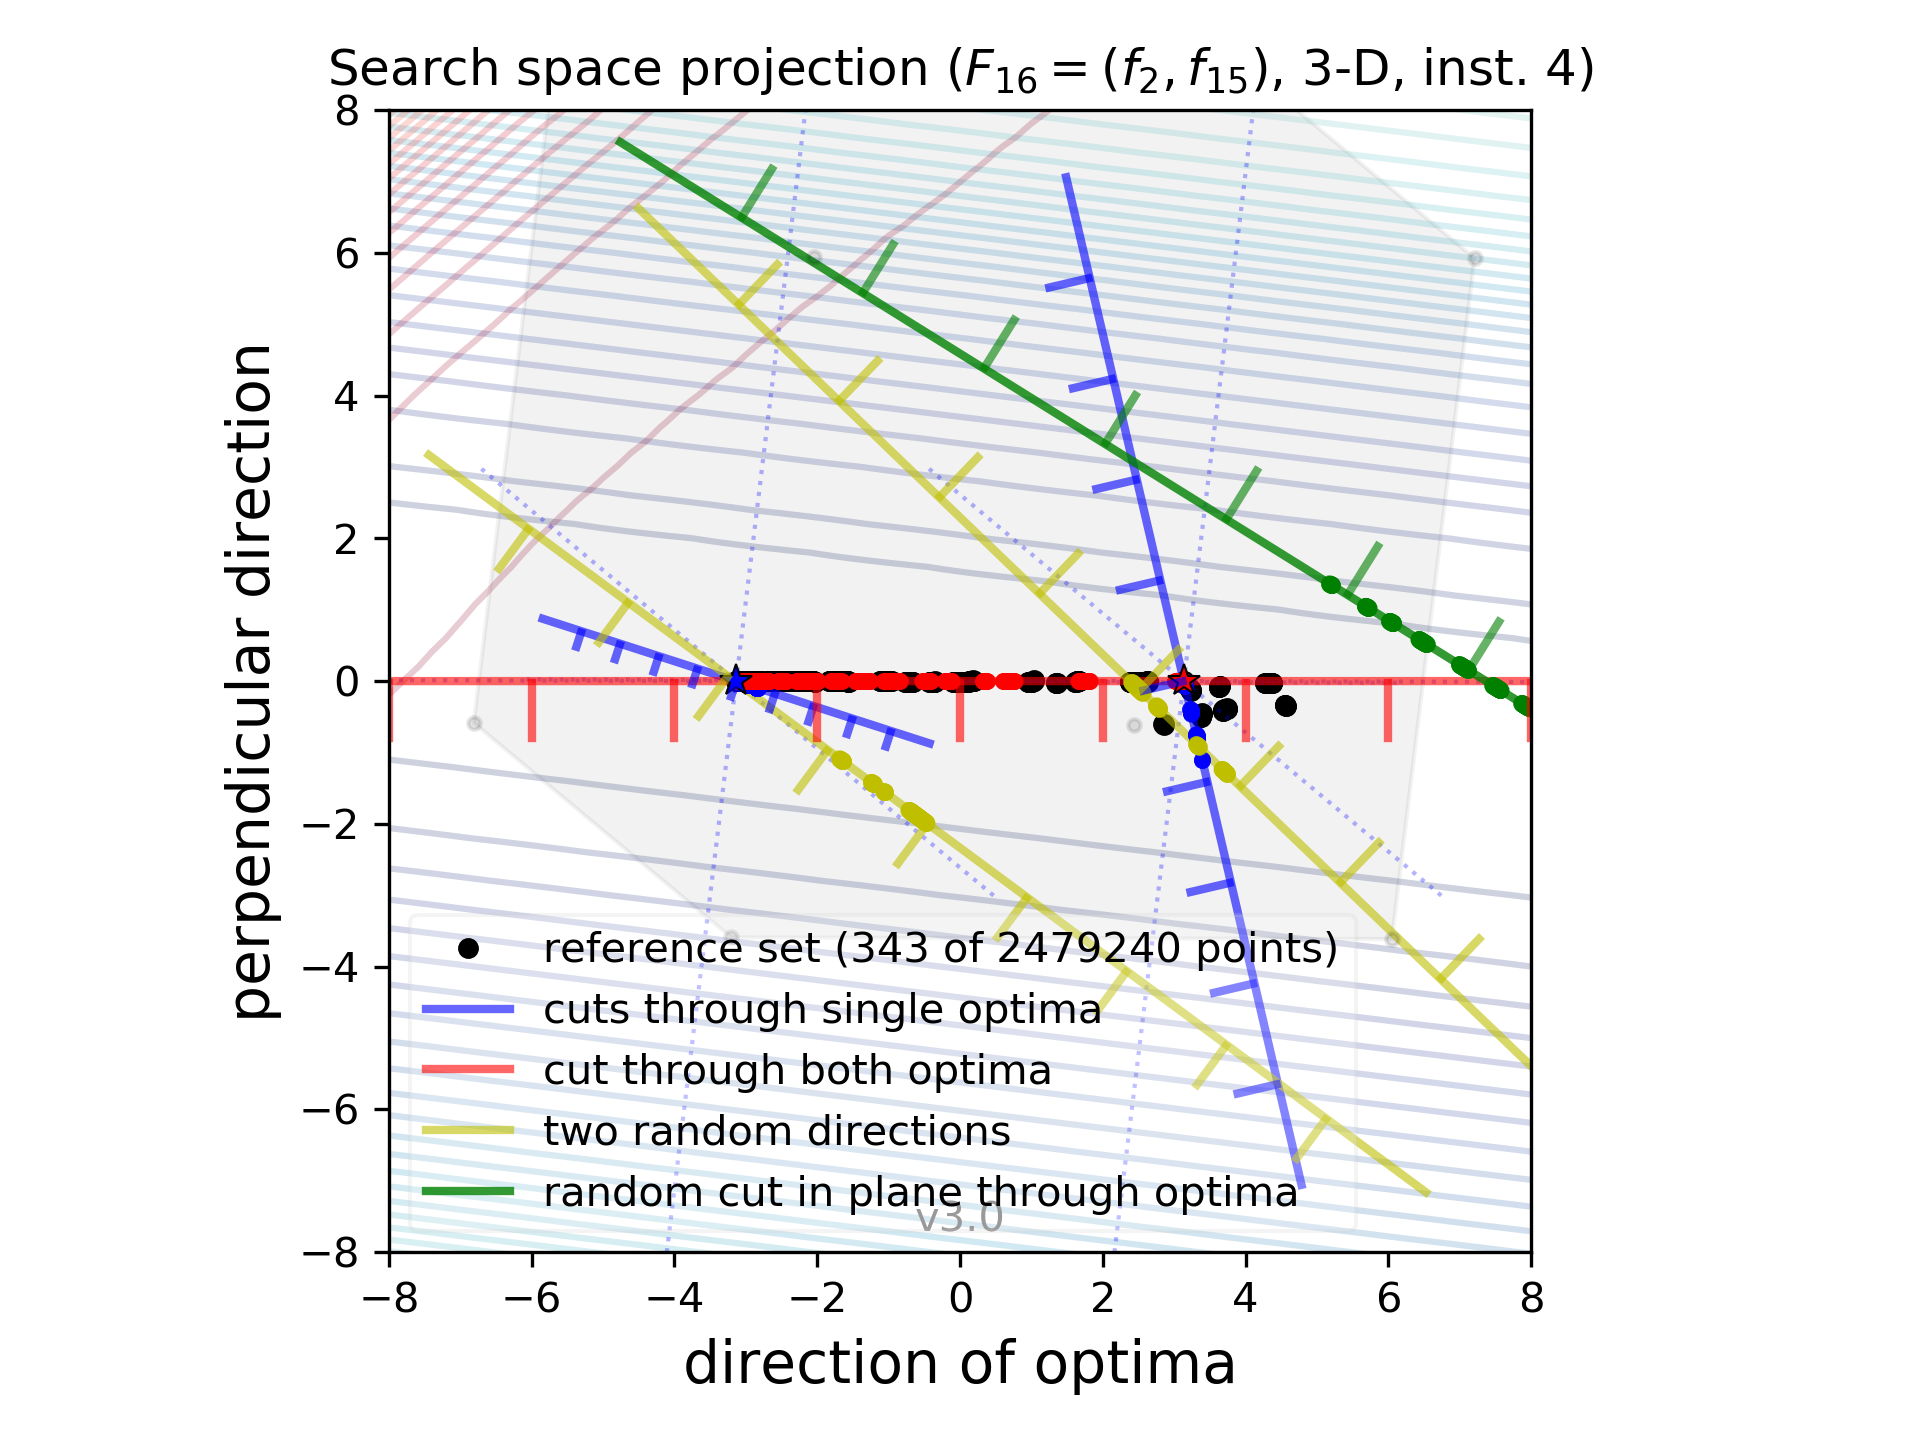 Search space projection (F16 = (f2, f15), 3-D, inst. 4)
8
6
4
2
0
−2
−4
−6
−8
perpendicular direction
reference set (343 of 2479240 points)
cuts through single optima
cut through both optima
two random directions
random cut in plane through optima
v3.0
−8 −6 −4 −2 0 2 4 6 8
direction of optima